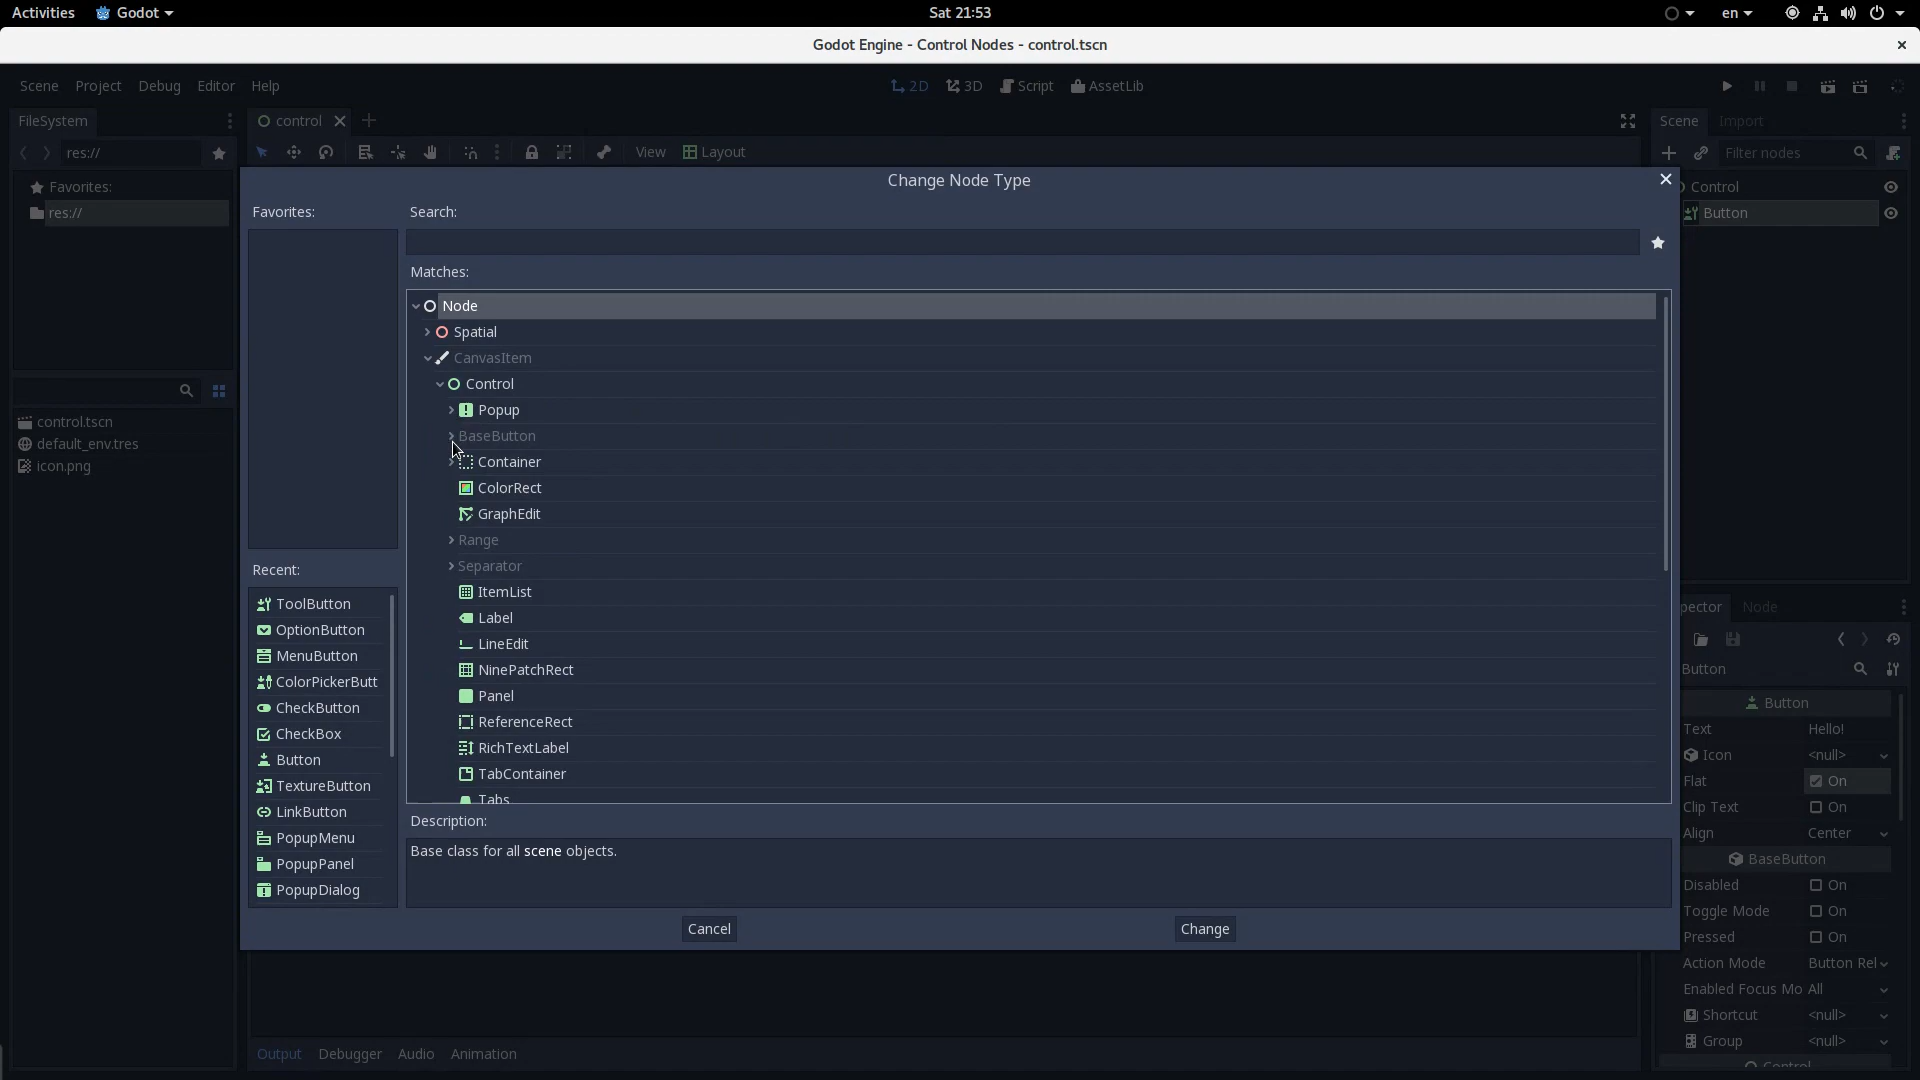 Activities
Godot
Sat 21:53
en
Godot Engine - Control Nodes - control.tscn
Scene
Project
Debug
Editor
Help
2D
3D
Script
AssetLib
FileSystem
control
Scene
Import
res://
View
Layout
Filter nodes
Favorites:
res://
Control
Button
Change Node Type
Favorites:
Search:
Matches:
Node
Spatial
CanvasItem
Control
Popup
BaseButton
Container
ColorRect
GraphEdit
Range
Separator
ItemList
Label
LineEdit
NinePatchRect
Panel
ReferenceRect
RichTextLabel
TabContainer
Tabs
control.tscn
default_env.tres
icon.png
Recent:
ToolButton
OptionButton
MenuButton
ColorPickerButt
CheckButton
CheckBox
Button
TextureButton
LinkButton
PopupMenu
PopupPanel
PopupDialog
Description:
Base class for all scene objects.
Cancel
Change
pector
Node
Button
Button
Text Hello!
Icon <null>
Flat On
Clip Text On
Align Center
BaseButton
Disabled On
Toggle Mode On
Pressed On
Action Mode Button Rel
Enabled Focus Mo All
Shortcut <null>
Group <null>
Control
Output
Debugger
Audio
Animation